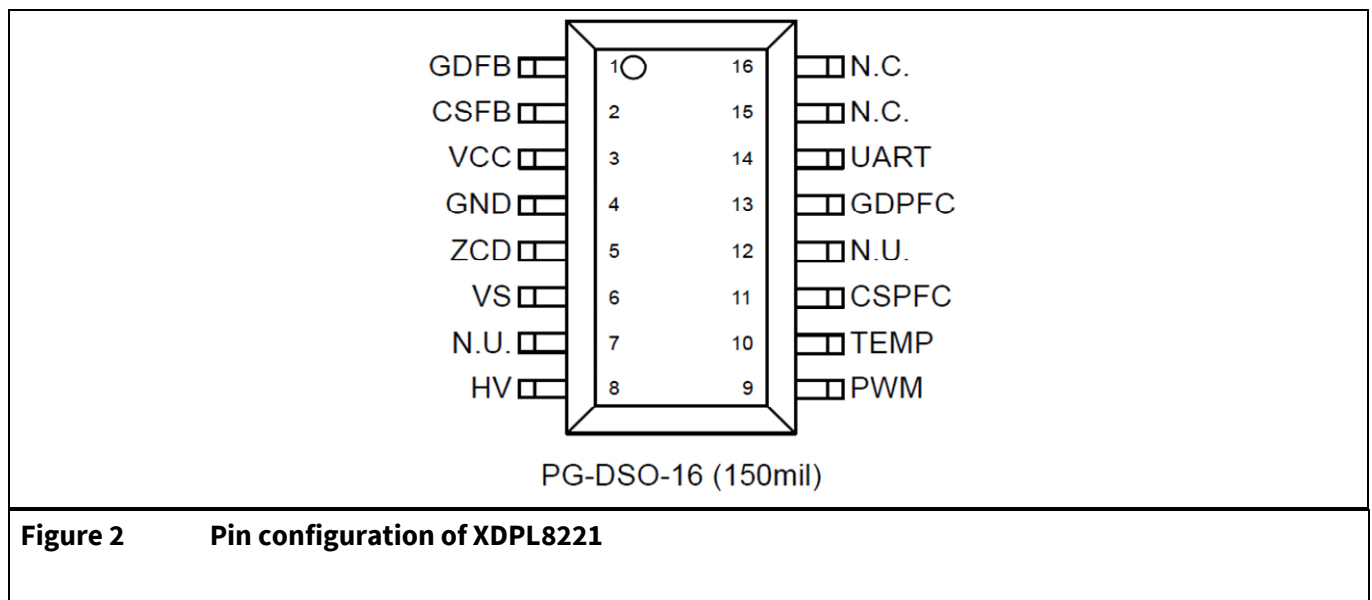 GDFB 1 16 N.C.
CSFB 2 15 N.C.
VCC 3 14 UART
GND 4 13 GDPFC
ZCD 5 12 N.U.
VS 6 11 CSPFC
N.U. 7 10 TEMP
HV 8 9 PWM
PG-DSO-16 (150mil)
Figure 2 Pin configuration of XDPL8221